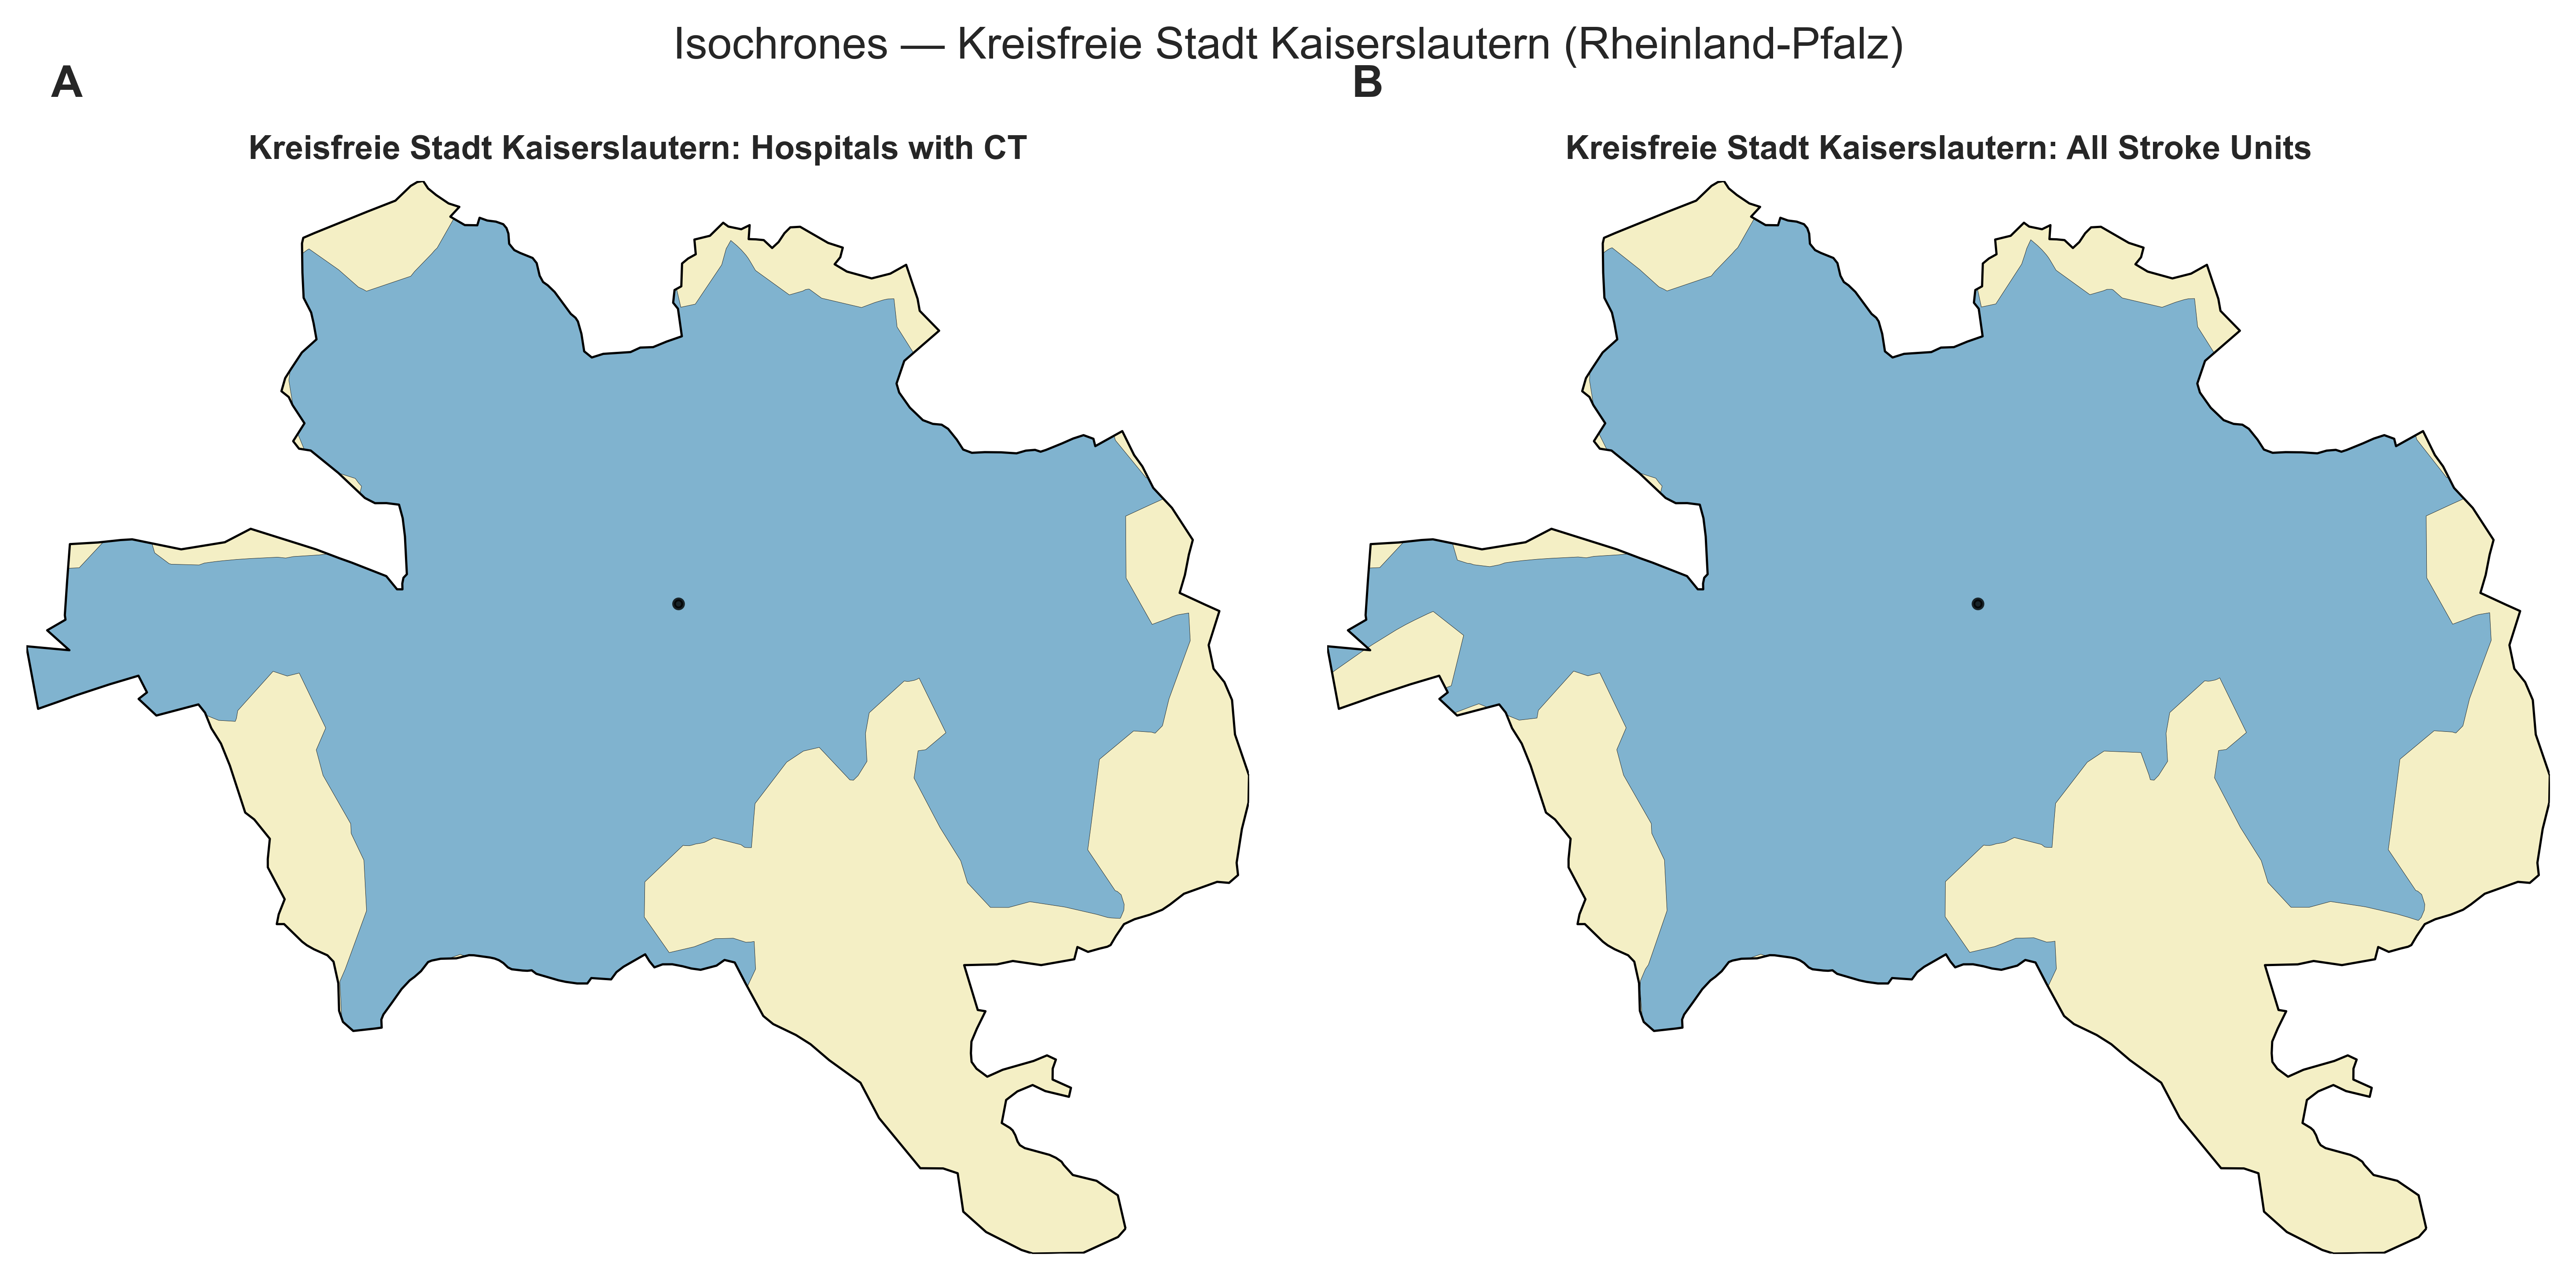 Isochrones — Kreisfreie Stadt Kaiserslautern (Rheinland-Pfalz)
A
B
Kreisfreie Stadt Kaiserslautern: Hospitals with CT
Kreisfreie Stadt Kaiserslautern: All Stroke Units